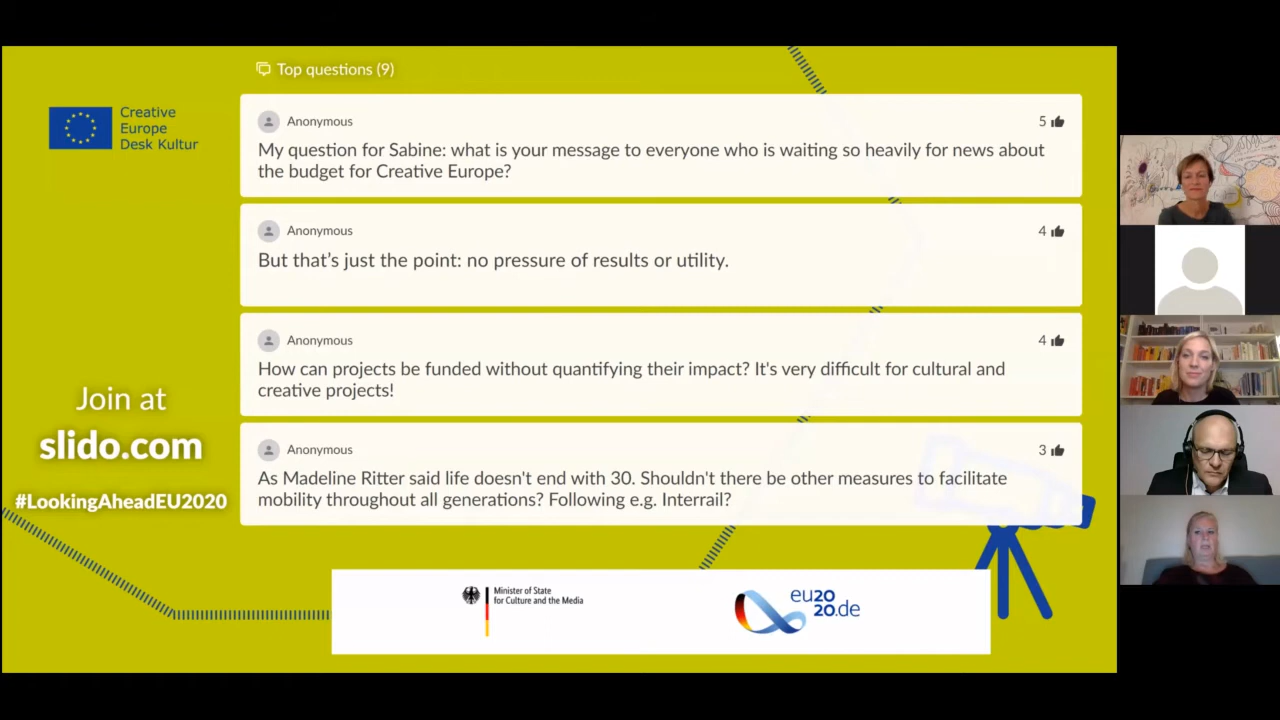 Top questions (9)
Creative
Europe
Desk Kultur
Anonymous
5
My question for Sabine: what is your message to everyone who is waiting so heavily for news about
the budget for Creative Europe?
Anonymous
4
But that's just the point: no pressure of results or utility.
Anonymous
4
How can projects be funded without quantifying their impact? It's very difficult for cultural and
creative projects!
Anonymous
3
As Madeline Ritter said life doesn't end with 30. Shouldn't there be other measures to facilitate
mobility throughout all generations? Following e.g. Interrail?
Join at
slido.com
#LookingAheadEU2020
Minister of State
for Culture and the Media
eu20
20.de